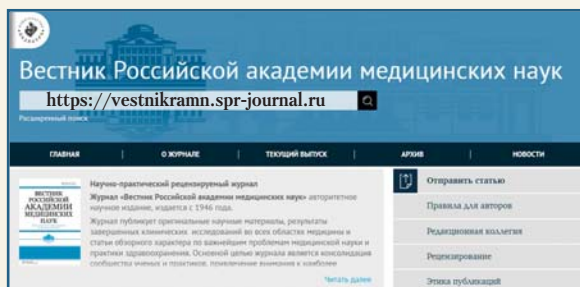 Вестник Российской академии медицинских наук
https://vestnikramn.spr-journal.ru
Расширенный поиск
ГЛАВНАЯ | О ЖУРНАЛЕ | ТЕКУЩИЙ ВЫПУСК | АРХИВ | НОВОСТИ
ВЕСТНИК
РОССИЙСКОЙ
АКАДЕМИИ
МЕДИЦИНСКИХ
НАУК
Научно-практический рецензируемый журнал
Журнал «Вестник Российской академии медицинских наук» авторитетное
научное издание, издается с 1946 года.
Журнал публикует оригинальные научные материалы, результаты
завершенных клинических исследований во всех областях медицины и
статьи обзорного характера по важнейшим проблемам медицинской науки и
практики здравоохранения. Основной целью журнала является консолидация
сообщества ученых и практиков, привлечение внимания к наиболее
Читать далее
Отправить статью
Правила для авторов
Редакционная коллегия
Рецензирование
Этика публикаций